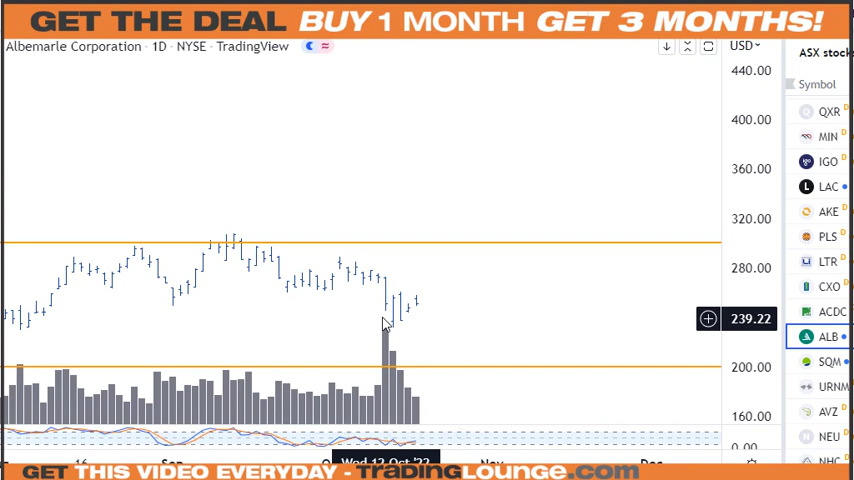 GET THE DEAL BUY 1 MONTH GET 3 MONTHS!
Albemarle Corporation · 1D · NYSE · TradingView
USD
ASX stocks
Symbol
440.00
400.00
360.00
320.00
280.00
239.22
200.00
160.00
0.00
QXR D
MIN D
IGO D
LAC
AKE D
PLS D
LTR D
CXO D
ACDC
ALB
SQM
URNM
AVZ D
NEU D
NHC D
16
Sep
Wed 12 Oct '22
Nov
Dec
GET THIS VIDEO EVERYDAY - TradingLounge.com